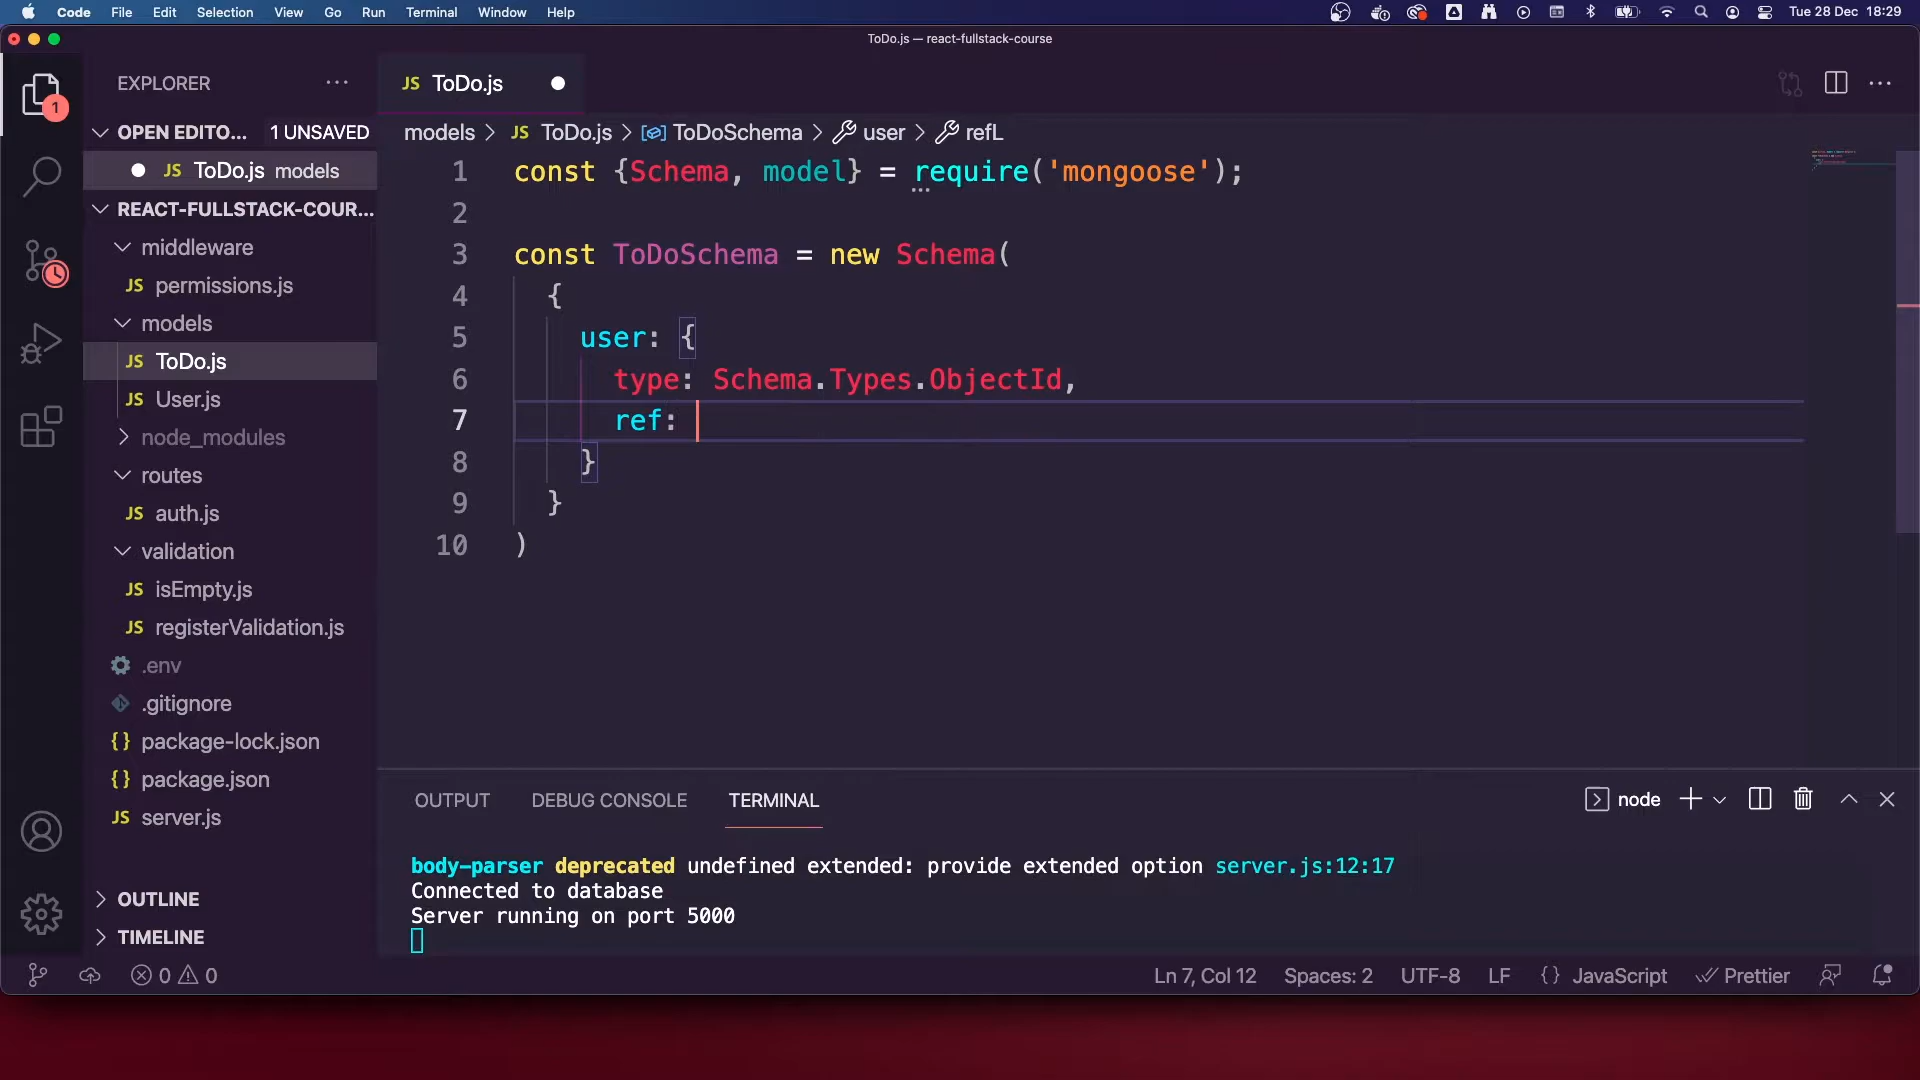 Code File Edit Selection View Go Run Terminal Window Help Tue 28 Dec 18:29
ToDo.js — react-fullstack-course
EXPLORER
1
OPEN EDITO... 1 UNSAVED
JS ToDo.js models
REACT-FULLSTACK-COUR...
middleware
JS permissions.js
models
JS ToDo.js
JS User.js
node_modules
routes
JS auth.js
validation
JS isEmpty.js
JS registerValidation.js
.env
.gitignore
{} package-lock.json
{} package.json
JS server.js
OUTLINE
TIMELINE
JS ToDo.js
models > JS ToDo.js > ToDoSchema > user > refL
1 const {Schema, model} = require('mongoose');
2
3 const ToDoSchema = new Schema(
4 {
5 user: {
6 type: Schema.Types.ObjectId,
7 ref:
8 }
9 }
10 )
OUTPUT DEBUG CONSOLE TERMINAL node
body-parser deprecated undefined extended: provide extended option server.js:12:17
Connected to database
Server running on port 5000
0 0 Ln 7, Col 12 Spaces: 2 UTF-8 LF {} JavaScript Prettier